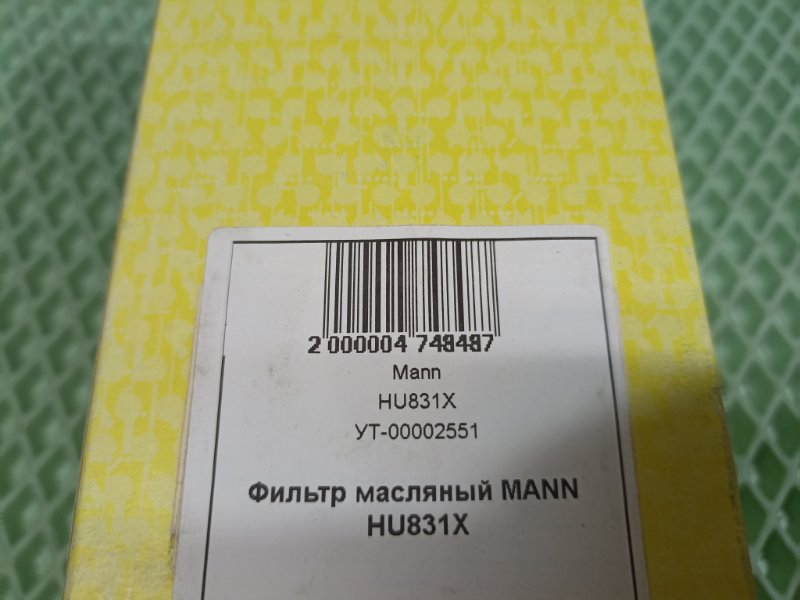 2 000004 748487
Mann
HU831X
УТ-00002551
Фильтр масляный MANN
HU831X